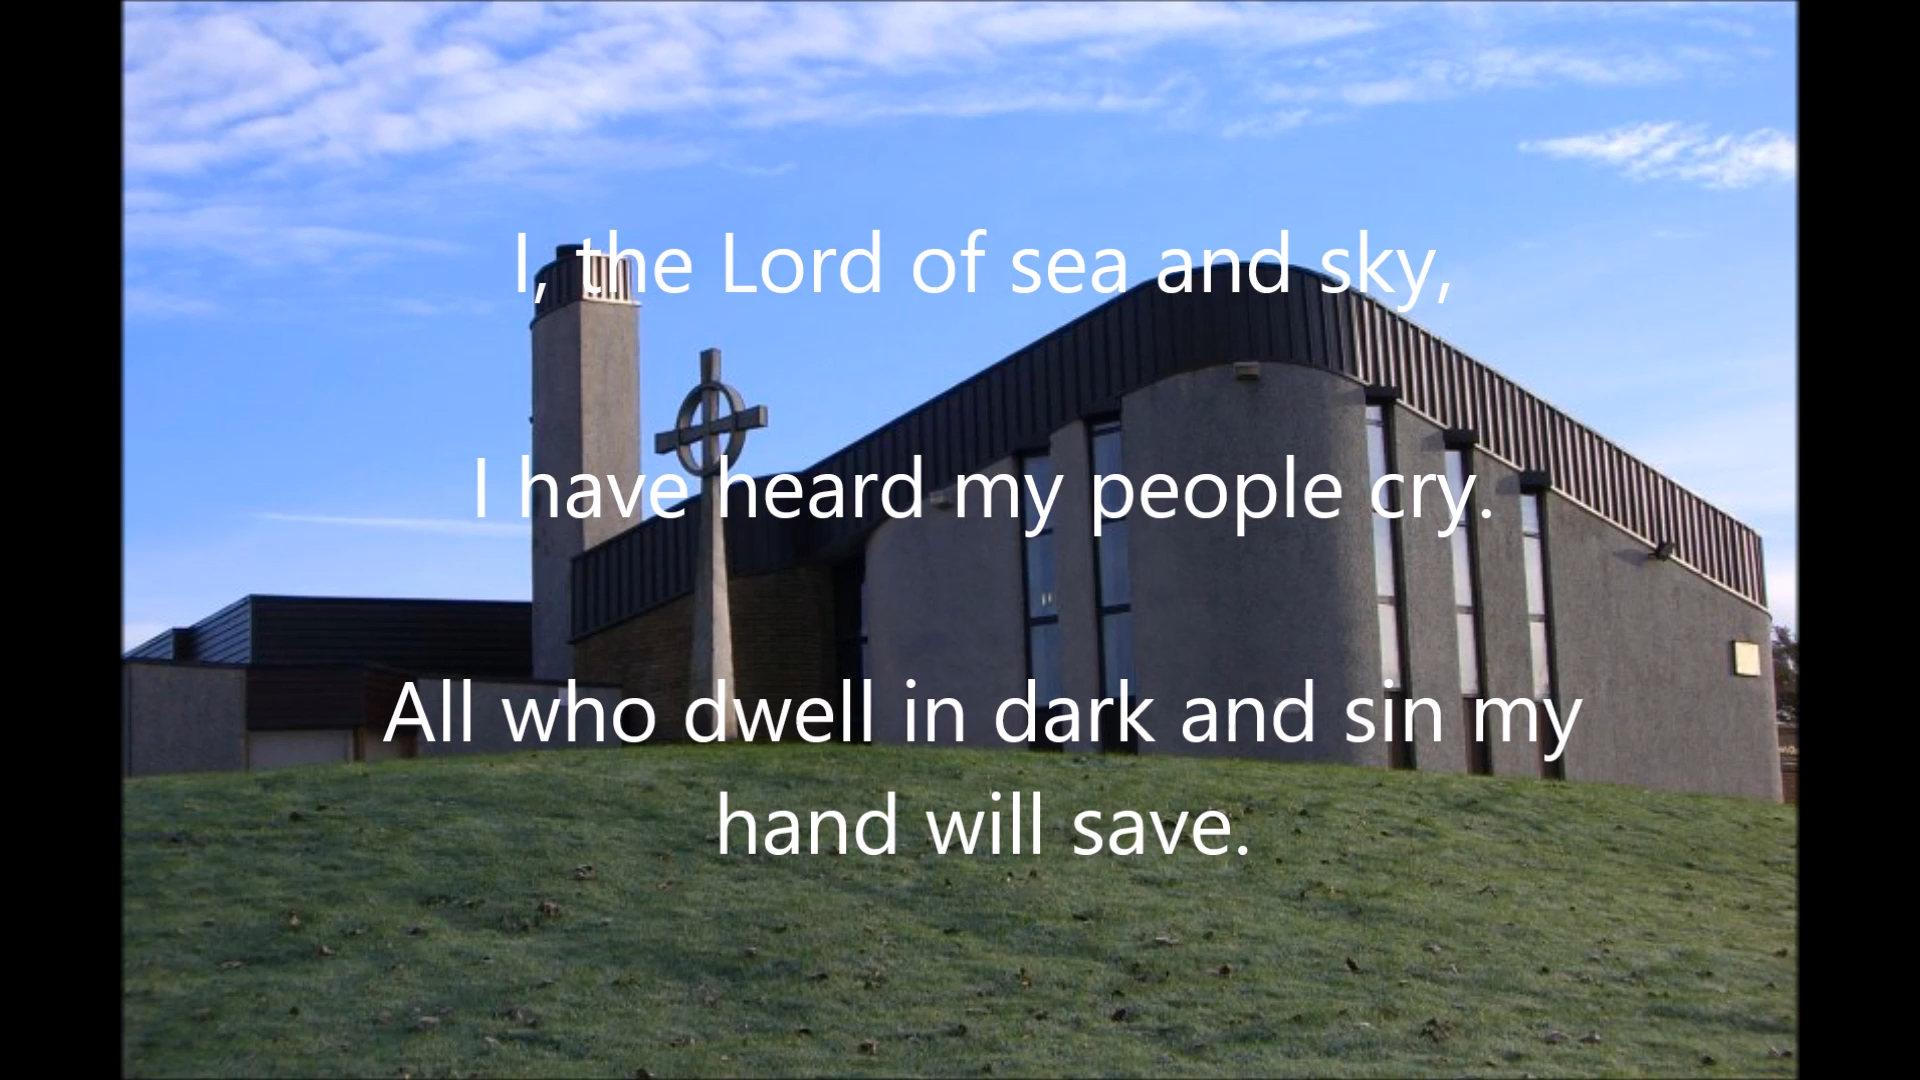 I, the Lord of sea and sky,
I have heard my people cry.
All who dwell in dark and sin my
hand will save.